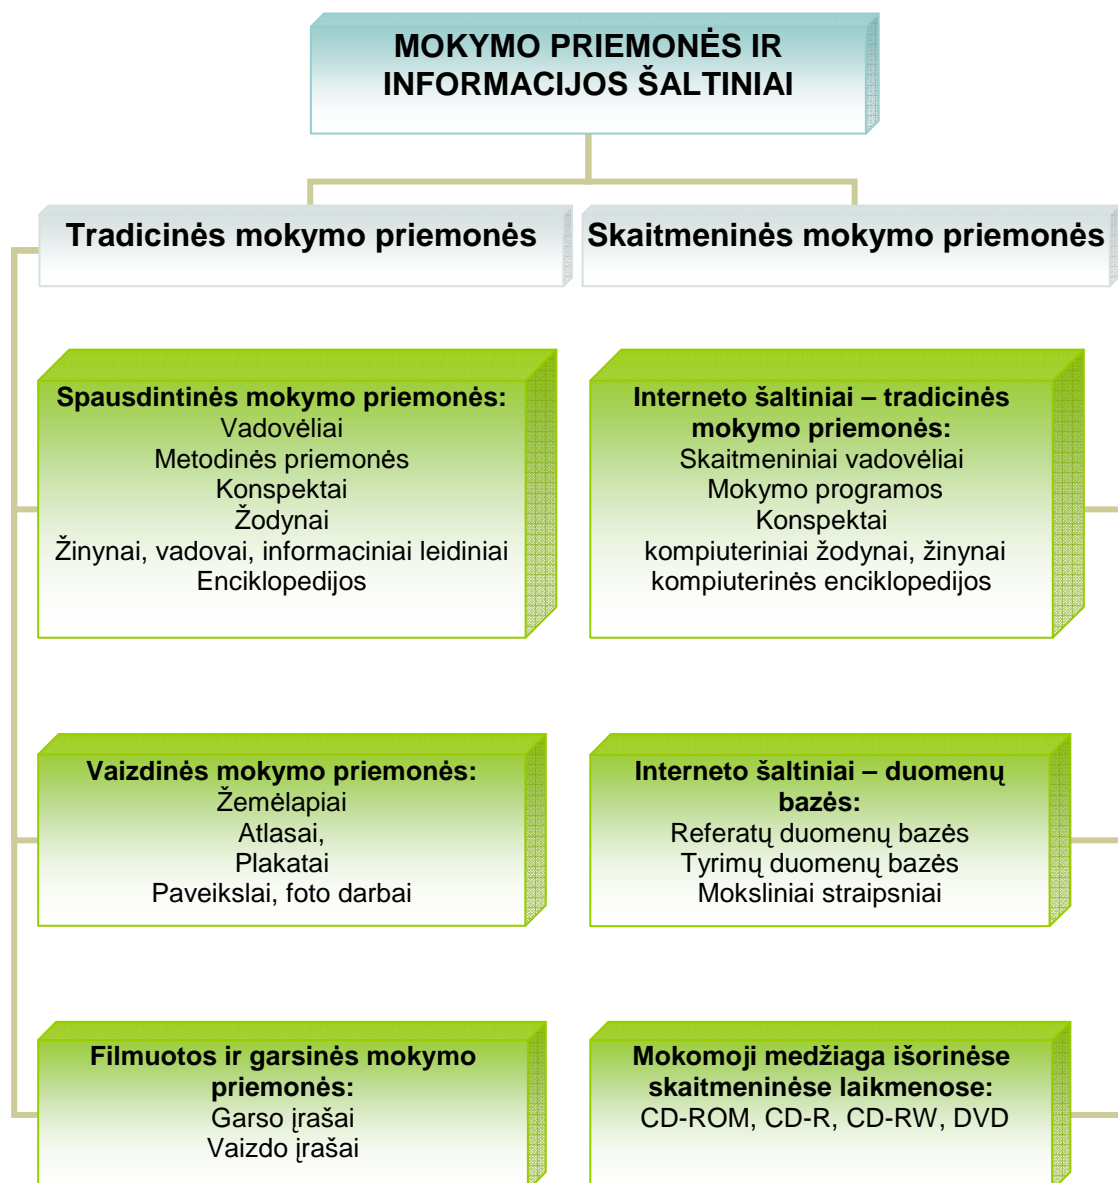 MOKYMO PRIEMONĖS IR
INFORMACIJOS ŠALTINIAI
Tradicinės mokymo priemonės
Skaitmeninės mokymo priemonės
Spausdintinės mokymo priemonės:
Vadovėliai
Metodinės priemonės
Konspektai
Žodynai
Žinynai, vadovai, informaciniai leidiniai
Enciklopedijos
Interneto šaltiniai – tradicinės
mokymo priemonės:
Skaitmeniniai vadovėliai
Mokymo programos
Konspektai
kompiuteriniai žodynai, žinynai
kompiuterinės enciklopedijos
Vaizdinės mokymo priemonės:
Žemėlapiai
Atlasai,
Plakatai
Paveikslai, foto darbai
Interneto šaltiniai – duomenų
bazės:
Referatų duomenų bazės
Tyrimų duomenų bazės
Moksliniai straipsniai
Filmuotos ir garsinės mokymo
priemonės:
Garso įrašai
Vaizdo įrašai
Mokomoji medžiaga išorinėse
skaitmeninėse laikmenose:
CD-ROM, CD-R, CD-RW, DVD